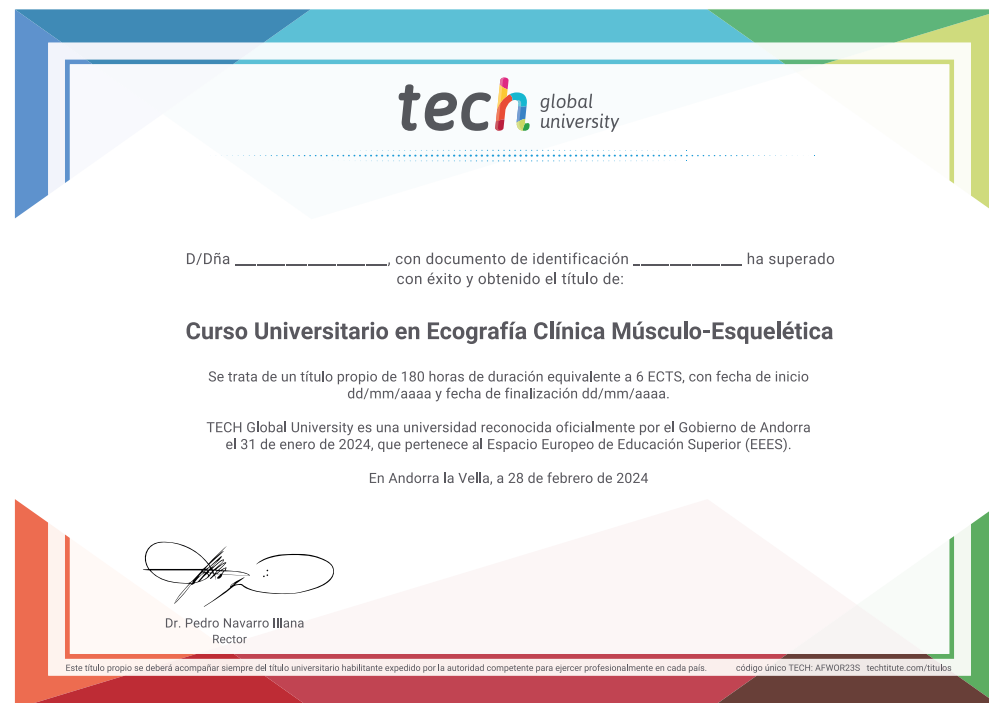 tech global university
D/Dña ________________, con documento de identificación ____________ ha superado
con éxito y obtenido el título de:
Curso Universitario en Ecografía Clínica Músculo-Esquelética
Se trata de un título propio de 180 horas de duración equivalente a 6 ECTS, con fecha de inicio
dd/mm/aaaa y fecha de finalización dd/mm/aaaa.
TECH Global University es una universidad reconocida oficialmente por el Gobierno de Andorra
el 31 de enero de 2024, que pertenece al Espacio Europeo de Educación Superior (EEES).
En Andorra la Vella, a 28 de febrero de 2024
Dr. Pedro Navarro Illana
Rector
Este título propio se deberá acompañar siempre del título universitario habilitante expedido por la autoridad competente para ejercer profesionalmente en cada país. código único TECH: AFWOR23S techtitute.com/titulos